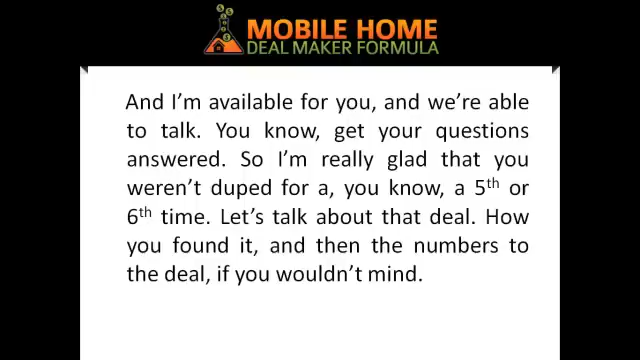 MOBILE HOME
DEAL MAKER FORMULA
And I'm available for you, and we're able
to talk. You know, get your questions
answered. So I'm really glad that you
weren't duped for a, you know, a 5th or
6th time. Let's talk about that deal. How
you found it, and then the numbers to
the deal, if you wouldn't mind.